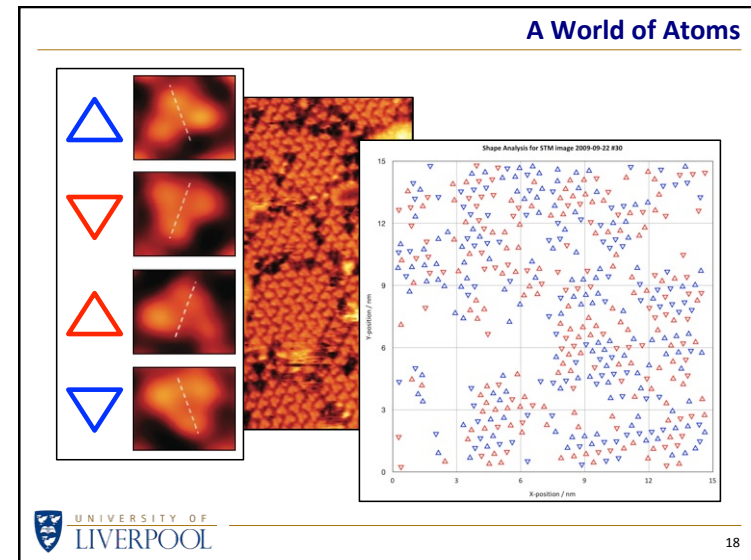 A World of Atoms
Shape Analysis for STM image 2009-09-22 #30
15
12
9
6
3
0
Y-position / nm
0 3 6 9 12 15
X-position / nm
UNIVERSITY OF
LIVERPOOL
18